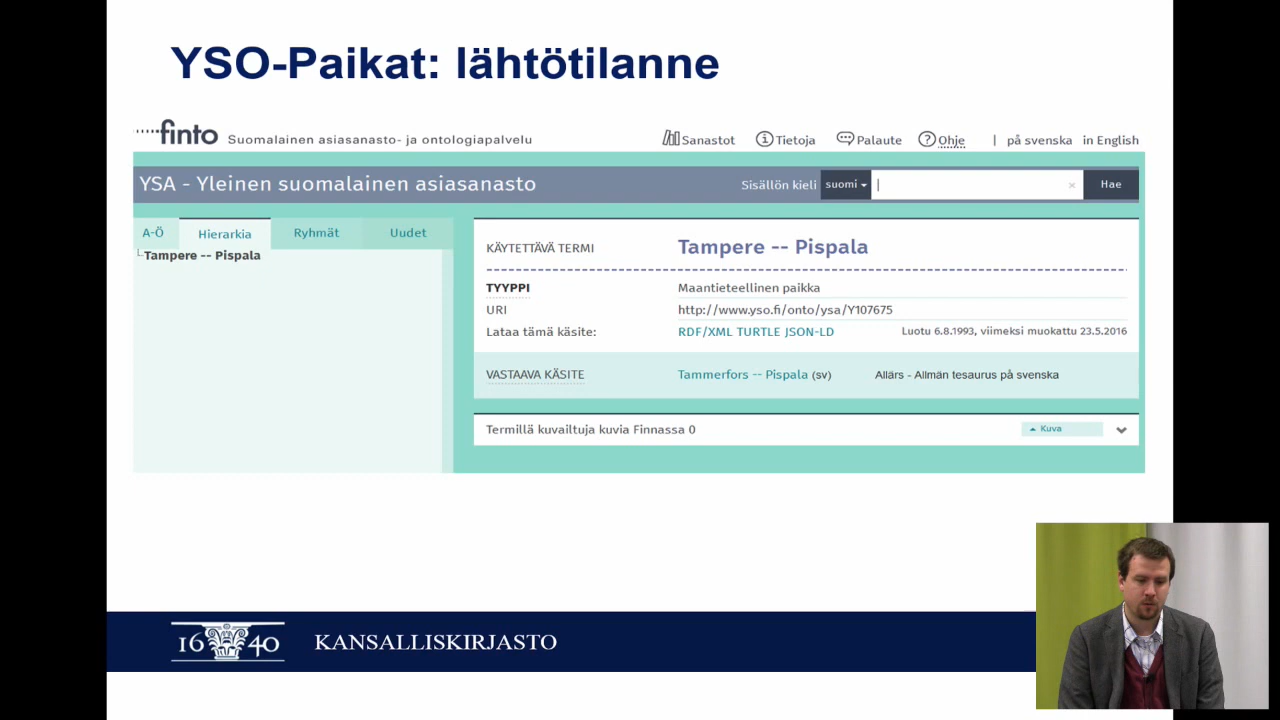 YSO-Paikat: lähtötilanne
finto Suomalainen asiasanasto- ja ontologiapalvelu Sanastot Tietoja Palaute Ohje | på svenska in English
YSA - Yleinen suomalainen asiasanasto Sisällön kieli suomi Hae
A-Ö Hierarkia Ryhmät Uudet
Tampere -- Pispala
KÄYTETTÄVÄ TERMI Tampere -- Pispala
TYYPPI Maantieteellinen paikka
URI http://www.yso.fi/onto/ysa/Y107675
Lataa tämä käsite: RDF/XML TURTLE JSON-LD Luotu 6.8.1993, viimeksi muokattu 23.5.2016
VASTAAVA KÄSITE Tammerfors -- Pispala (sv) Allärs - Allmän tesaurus på svenska
Termillä kuvailtuja kuvia Finnassa 0 Kuva
1640 KANSALLISKIRJASTO